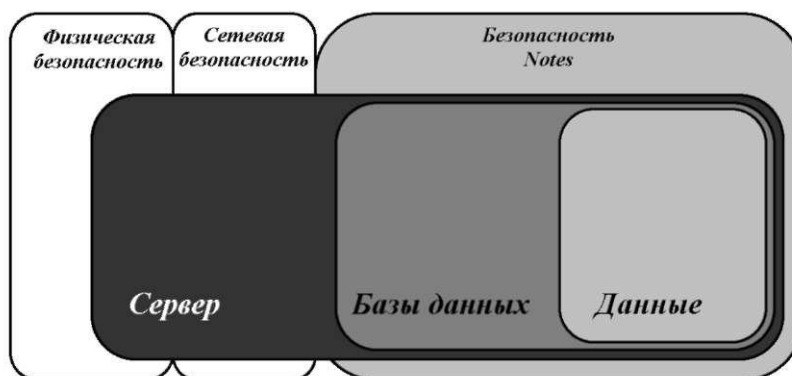 Физическая
безопасность
Сетевая
безопасность
Безопасность
Notes
Сервер
Базы данных
Данные